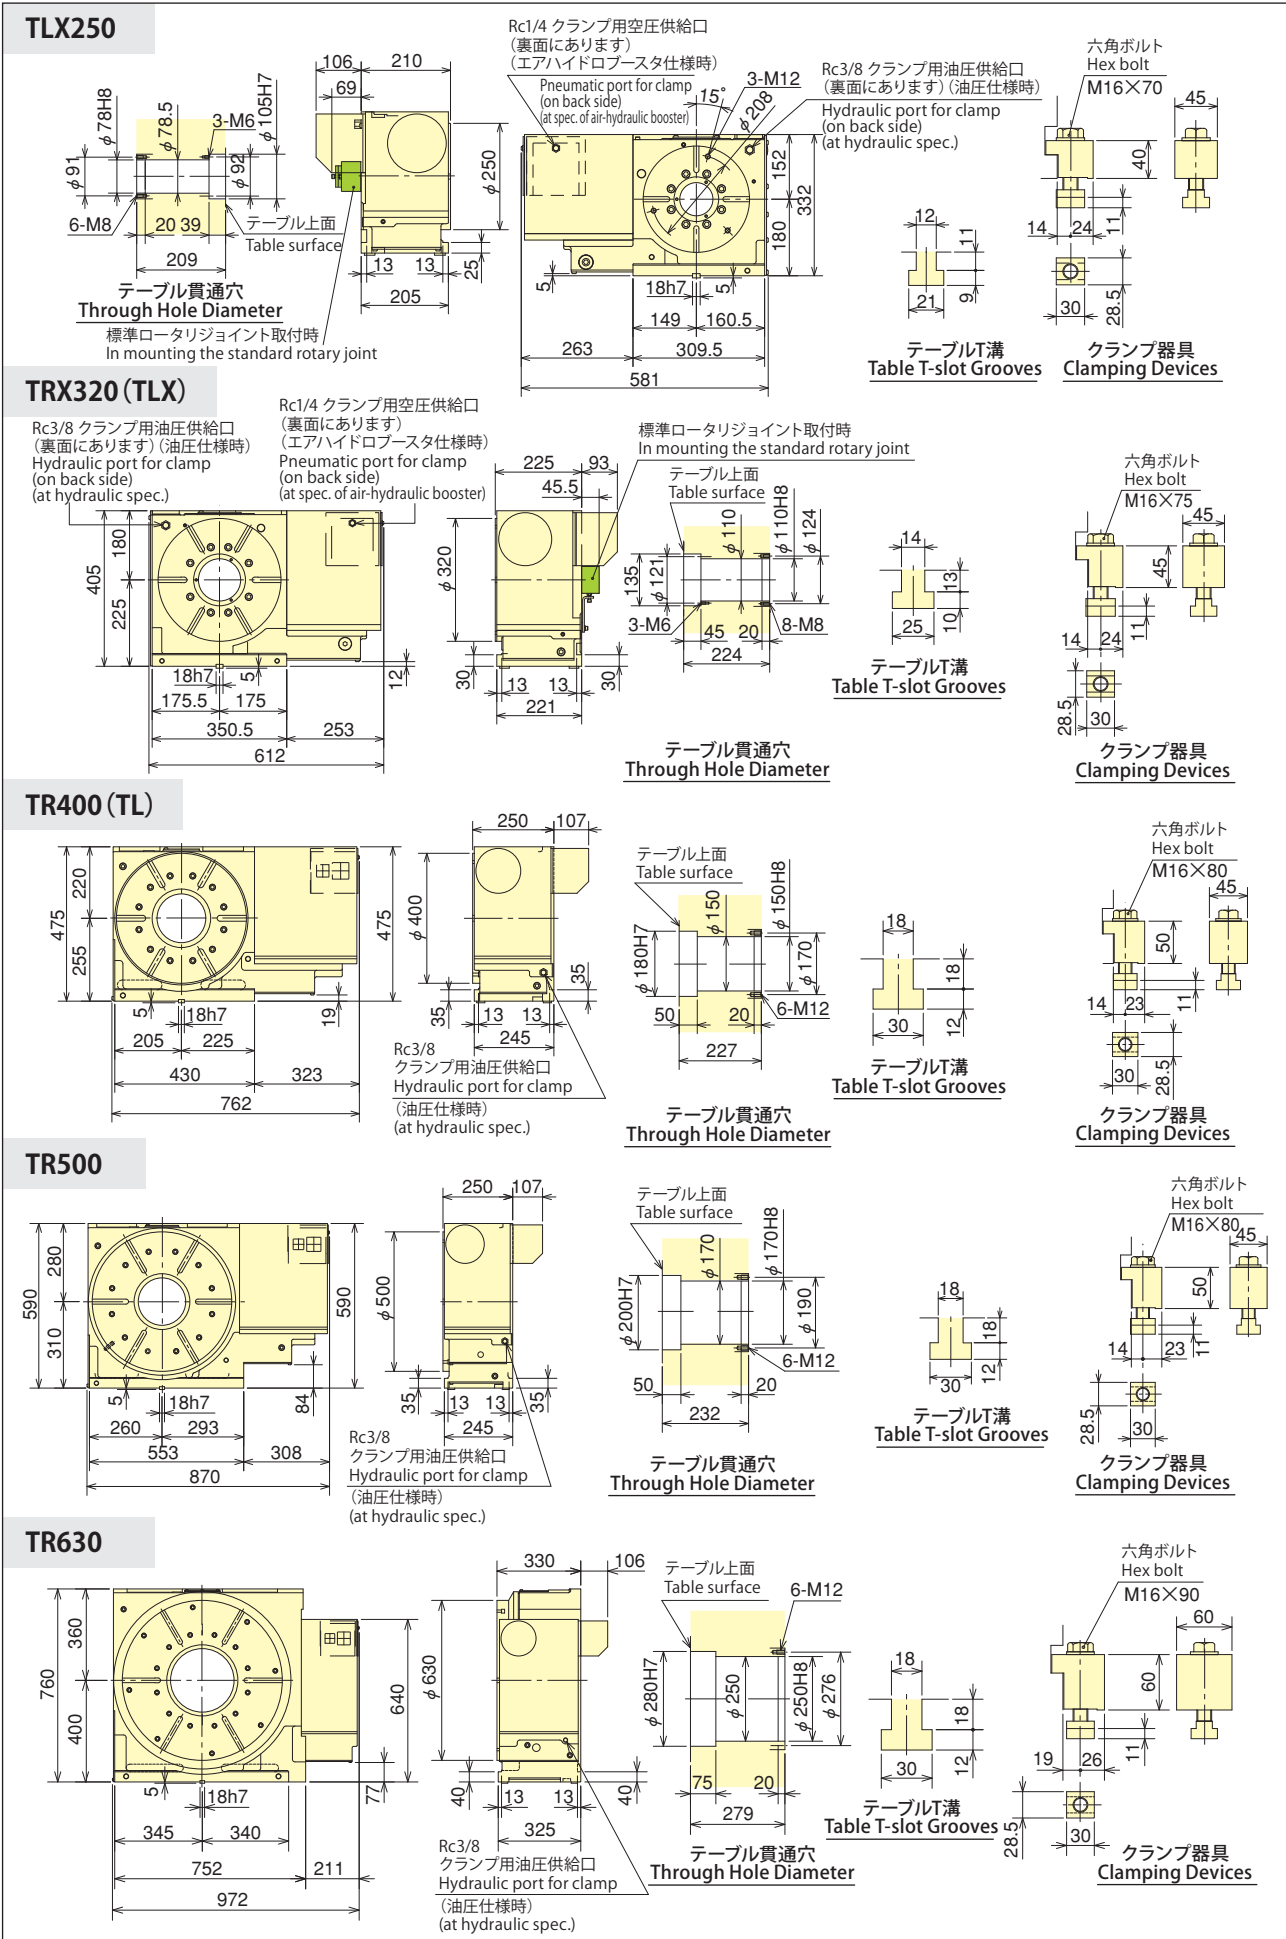 TLX250
Rc1/4 クランプ用空圧供給口
(裏面にあります)
(エアハイドロブースタ仕様時)
Pneumatic port for clamp
(on back side)
(at spec. of air-hydraulic booster)
Rc3/8 クランプ用油圧供給口
(裏面にあります)(油圧仕様時)
Hydraulic port for clamp
(on back side)
(at hydraulic spec.)
六角ボルト
Hex bolt
M16×70
45
106
210
69
3-M12
15°
φ208
φ78H8
φ78.5
3-M6
φ105H7
φ91
φ92
φ250
152
332
180
40
11
14
24
6-M8
20
39
テーブル上面
Table surface
209
13
13
25
205
5
18h7
5
149
160.5
263
309.5
581
12
11
21
9
30
28.5
テーブル貫通穴
Through Hole Diameter
標準ロータリジョイント取付時
In mounting the standard rotary joint
テーブルT溝
Table T-slot Grooves
クランプ器具
Clamping Devices
TRX320(TLX)
Rc3/8 クランプ用油圧供給口
(裏面にあります)(油圧仕様時)
Hydraulic port for clamp
(on back side)
(at hydraulic spec.)
Rc1/4 クランプ用空圧供給口
(裏面にあります)
(エアハイドロブースタ仕様時)
Pneumatic port for clamp
(on back side)
(at spec. of air-hydraulic booster)
標準ロータリジョイント取付時
In mounting the standard rotary joint
テーブル上面
Table surface
六角ボルト
Hex bolt
M16×75
45
225
93
45.5
180
405
225
φ320
135
φ121
φ110
φ110H8
φ124
14
13
25
10
45
11
14
24
3-M6
45
20
8-M8
224
18h7
5
12
175.5
175
350.5
253
612
30
13
13
30
221
28.5
30
テーブルT溝
Table T-slot Grooves
テーブル貫通穴
Through Hole Diameter
クランプ器具
Clamping Devices
TR400(TL)
250
107
テーブル上面
Table surface
六角ボルト
Hex bolt
M16×80
45
220
475
255
475
φ400
φ180H7
φ150
φ150H8
φ170
18
18
30
12
50
11
14
23
5
18h7
19
205
225
430
323
762
35
13
13
35
245
50
20
6-M12
227
30
28.5
Rc3/8
クランプ用油圧供給口
Hydraulic port for clamp
(油圧仕様時)
(at hydraulic spec.)
テーブル貫通穴
Through Hole Diameter
テーブルT溝
Table T-slot Grooves
クランプ器具
Clamping Devices
TR500
250
107
テーブル上面
Table surface
六角ボルト
Hex bolt
M16×80
45
280
590
310
590
φ500
φ200H7
φ170
φ170H8
φ190
18
18
30
12
50
11
14
23
5
18h7
84
260
293
553
308
870
35
13
13
35
245
50
20
6-M12
232
28.5
30
Rc3/8
クランプ用油圧供給口
Hydraulic port for clamp
(油圧仕様時)
(at hydraulic spec.)
テーブル貫通穴
Through Hole Diameter
テーブルT溝
Table T-slot Grooves
クランプ器具
Clamping Devices
TR630
330
106
テーブル上面
Table surface
6-M12
六角ボルト
Hex bolt
M16×90
60
360
760
400
640
φ630
φ280H7
φ250
φ250H8
φ276
18
18
30
12
60
11
19
26
5
18h7
77
345
340
752
211
972
40
13
13
40
325
75
20
279
28.5
30
Rc3/8
クランプ用油圧供給口
Hydraulic port for clamp
(油圧仕様時)
(at hydraulic spec.)
テーブル貫通穴
Through Hole Diameter
テーブルT溝
Table T-slot Grooves
クランプ器具
Clamping Devices